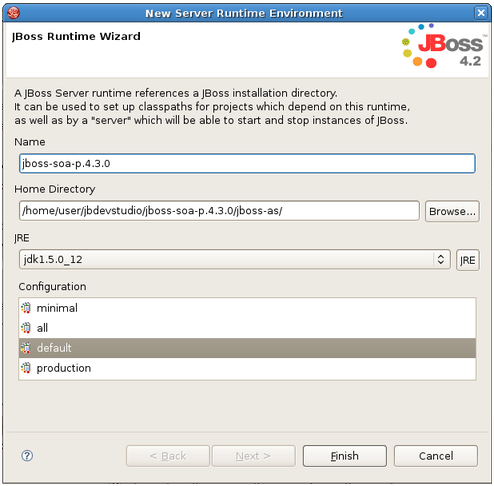 New Server Runtime Environment
JBoss Runtime Wizard
JBoss
4.2
A JBoss Server runtime references a JBoss installation directory.
It can be used to set up classpaths for projects which depend on this runtime,
as well as by a "server" which will be able to start and stop instances of JBoss.
Name
jboss-soa-p.4.3.0
Home Directory
/home/user/jbdevstudio/jboss-soa-p.4.3.0/jboss-as/
Browse...
JRE
jdk1.5.0_12
JRE
Configuration
minimal
all
default
production
?
< Back
Next >
Finish
Cancel